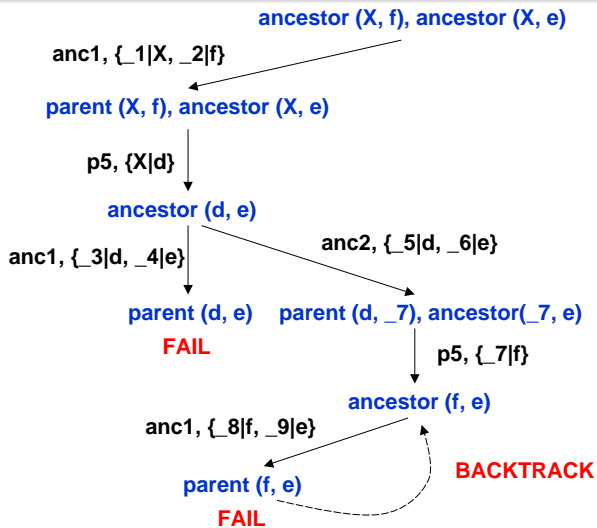 ancestor (X, f), ancestor (X, e)
anc1, {_1|X, _2|f}
parent (X, f), ancestor (X, e)
p5, {X|d}
ancestor (d, e)
anc1, {_3|d, _4|e}
anc2, {_5|d, _6|e}
parent (d, e)
parent (d, _7), ancestor(_7, e)
FAIL
p5, {_7|f}
ancestor (f, e)
anc1, {_8|f, _9|e}
BACKTRACK
parent (f, e)
FAIL